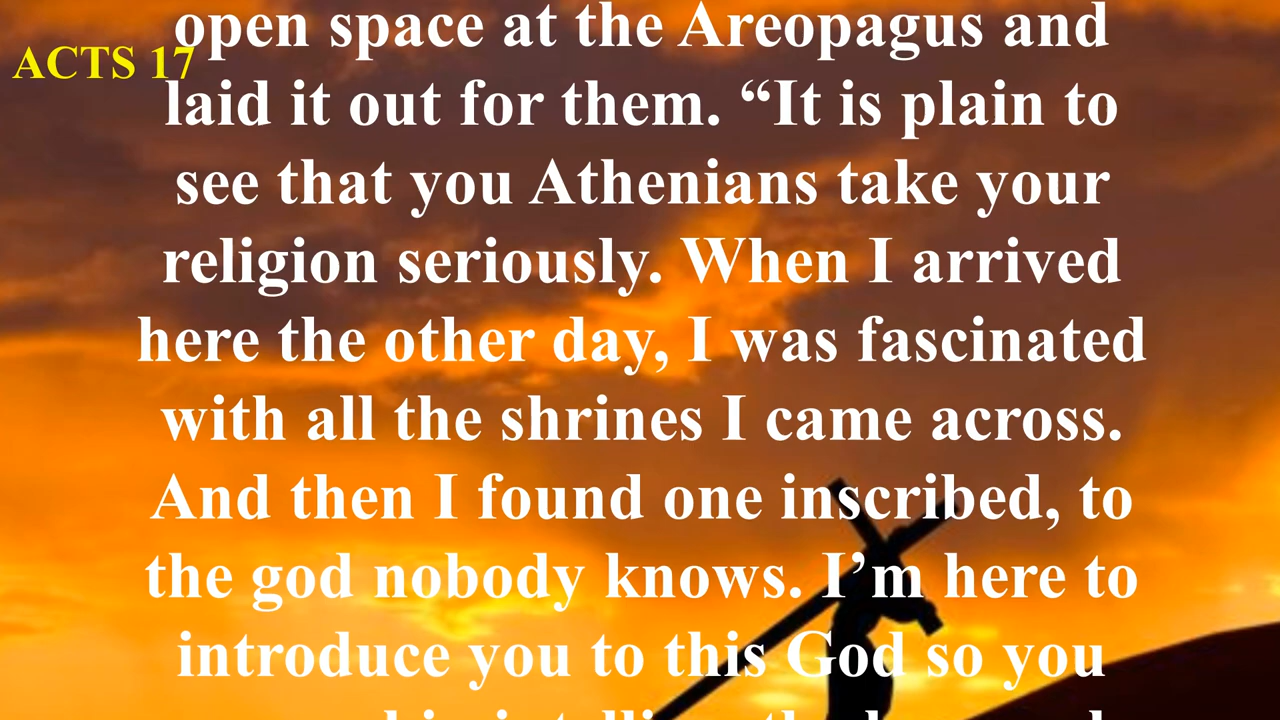 open space at the Areopagus and
ACTS 17
laid it out for them. “It is plain to
see that you Athenians take your
religion seriously. When I arrived
here the other day, I was fascinated
with all the shrines I came across.
And then I found one inscribed, to
the god nobody knows. I’m here to
introduce you to this God so you